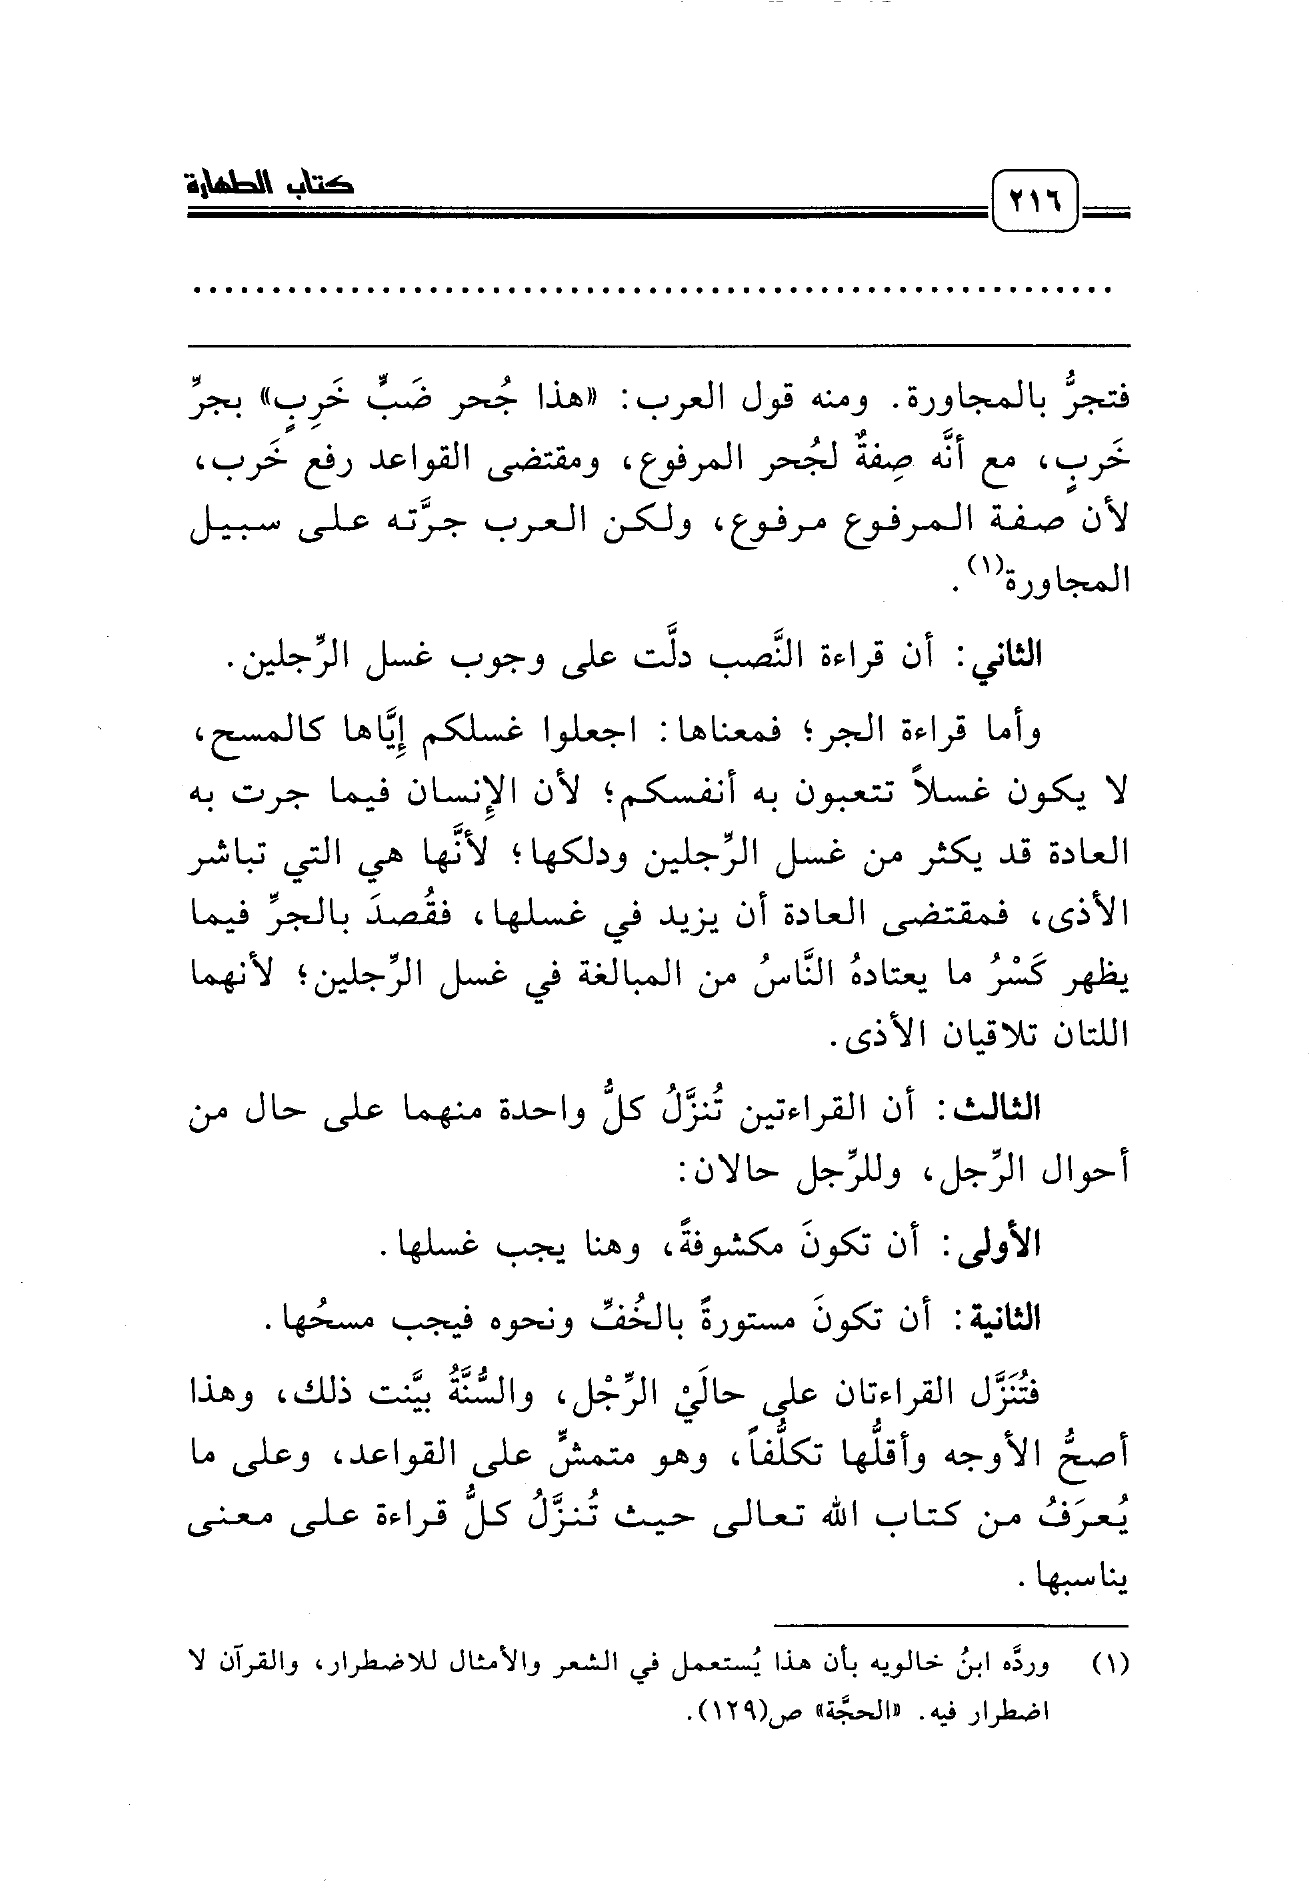 كتاب الطهارة
٢١٦
فتجرُّ بالمجاورة. ومنه قول العرب: «هذا جُحر ضَبٍّ خَرِبٍ» بجرِّ
خَربٍ، مع أنَّه صِفةٌ لجُحر المرفوع، ومقتضى القواعد رفع خَرب،
لأن صفة المرفوع مرفوع، ولكن العرب جرَّته على سبيل
المجاورة(١).
الثاني: أن قراءة النَّصب دلَّت على وجوب غسل الرِّجلين.
وأما قراءة الجر؛ فمعناها: اجعلوا غسلكم إيَّاها كالمسح،
لا يكون غسلاً تتعبون به أنفسكم؛ لأن الإنسان فيما جرت به
العادة قد يكثر من غسل الرِّجلين ودلكها؛ لأنَّها هي التي تباشر
الأذى، فمقتضى العادة أن يزيد في غسلها، فقُصدَ بالجرِّ فيما
يظهر كَسْرُ ما يعتادهُ النَّاسُ من المبالغة في غسل الرِّجلين؛ لأنهما
اللتان تلاقيان الأذى.
الثالث: أن القراءتين تُنزَّلُ كلُّ واحدة منهما على حال من
أحوال الرِّجل، وللرِّجل حالان:
الأولى: أن تكونَ مكشوفةً، وهنا يجب غسلها.
الثانية: أن تكونَ مستورةً بالخُفِّ ونحوه فيجب مسحُها.
فتُنَزَّل القراءتان على حالَيْ الرِّجْل، والسُّنَّةُ بيَّنت ذلك، وهذا
أصحُّ الأوجه وأقلُّها تكلُّفاً، وهو متمشٍّ على القواعد، وعلى ما
يُعرَفُ من كتاب الله تعالى حيث تُنزَّلُ كلُّ قراءة على معنى
يناسبها.
(١) وردَّه ابنُ خالويه بأن هذا يُستعمل في الشعر والأمثال للاضطرار، والقرآن لا
اضطرار فيه. «الحجَّة» ص(١٢٩).